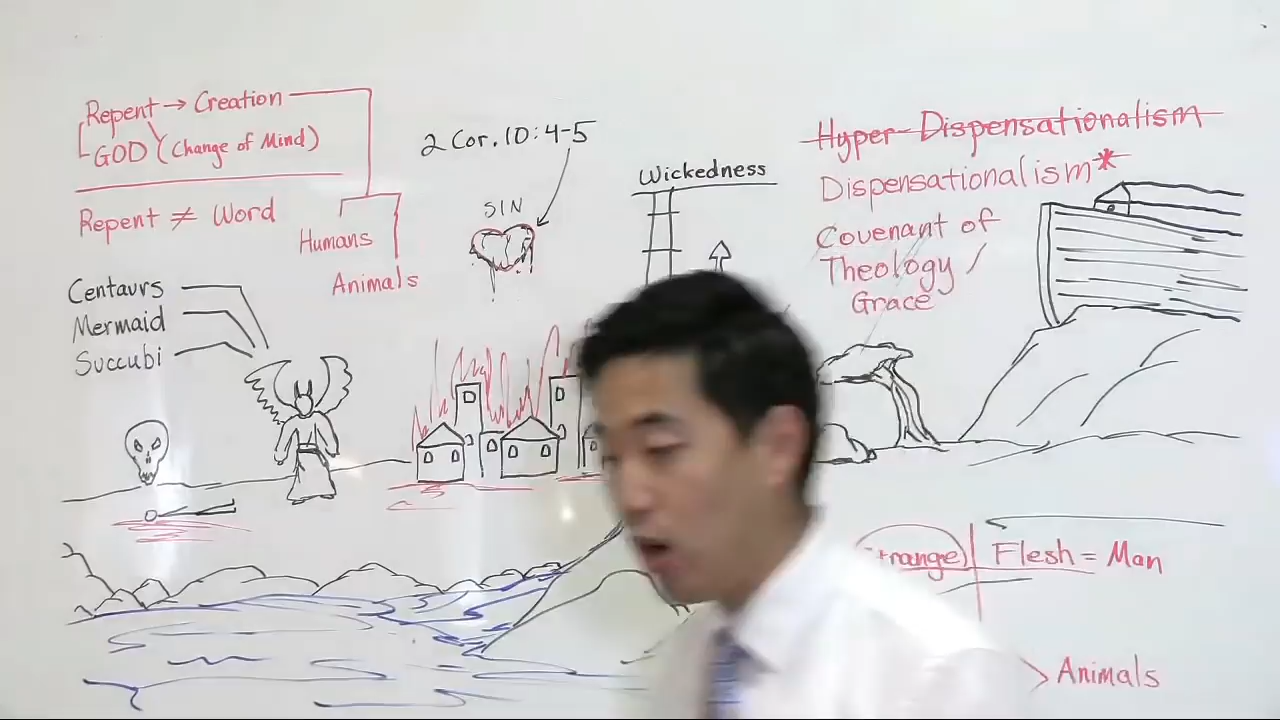 Repent → Creation
GOD (Change of Mind)
Repent ≠ Word
Humans
Animals
Centaurs
Mermaid
Succubi
2 Cor. 10:4-5
SIN
Wickedness
Hyper-Dispensationalism
Dispensationalism*
Covenant of
Theology /
Grace
Flesh = Man
Animals